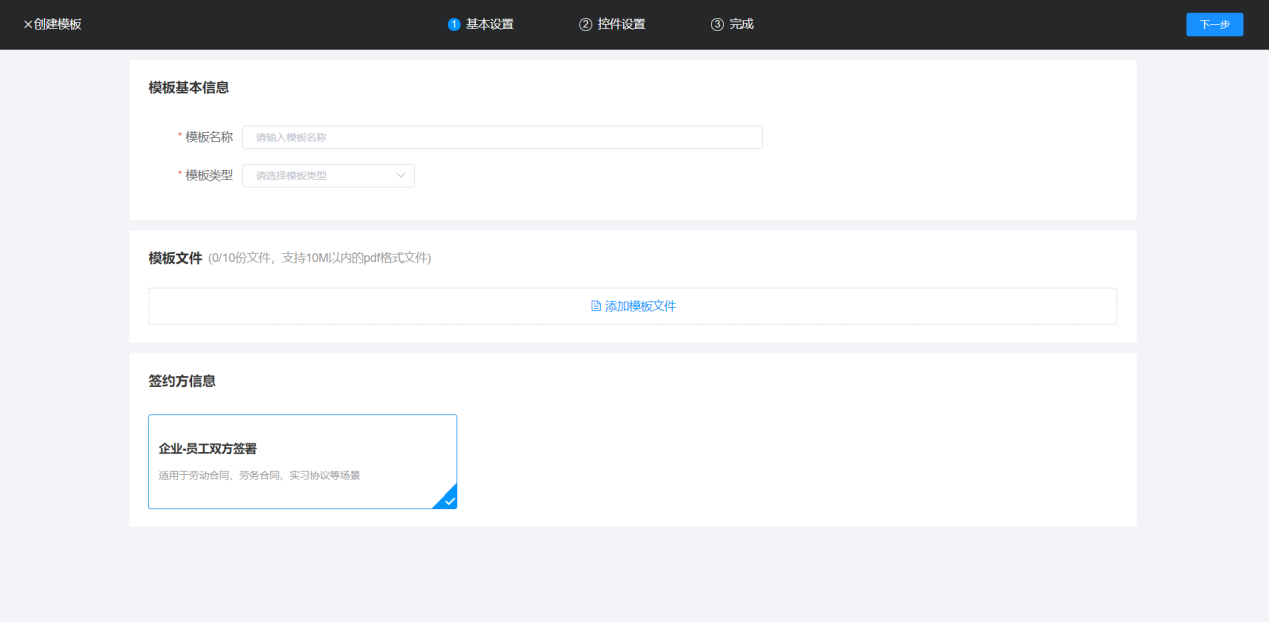 ×创建模板
1 基本设置
2 控件设置
3 完成
下一步
模板基本信息
* 模板名称 请输入模板名称
* 模板类型 请选择模板类型
模板文件 (0/10份文件，支持10M以内的pdf格式文件)
添加模板文件
签约方信息
企业-员工双方签署
适用于劳动合同、劳务合同、实习协议等场景